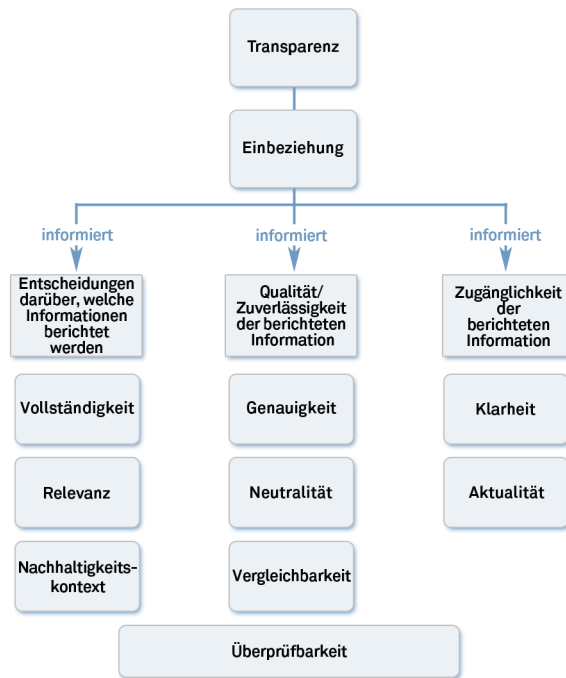 Transparenz
Einbeziehung
informiert
informiert
informiert
Entscheidungen
darüber, welche
Informationen
berichtet
werden
Qualität/
Zuverlässigkeit
der berichteten
Information
Zugänglichkeit
der
berichteten
Information
Vollständigkeit
Genauigkeit
Klarheit
Relevanz
Neutralität
Aktualität
Nachhaltigkeits-
kontext
Vergleichbarkeit
Überprüfbarkeit